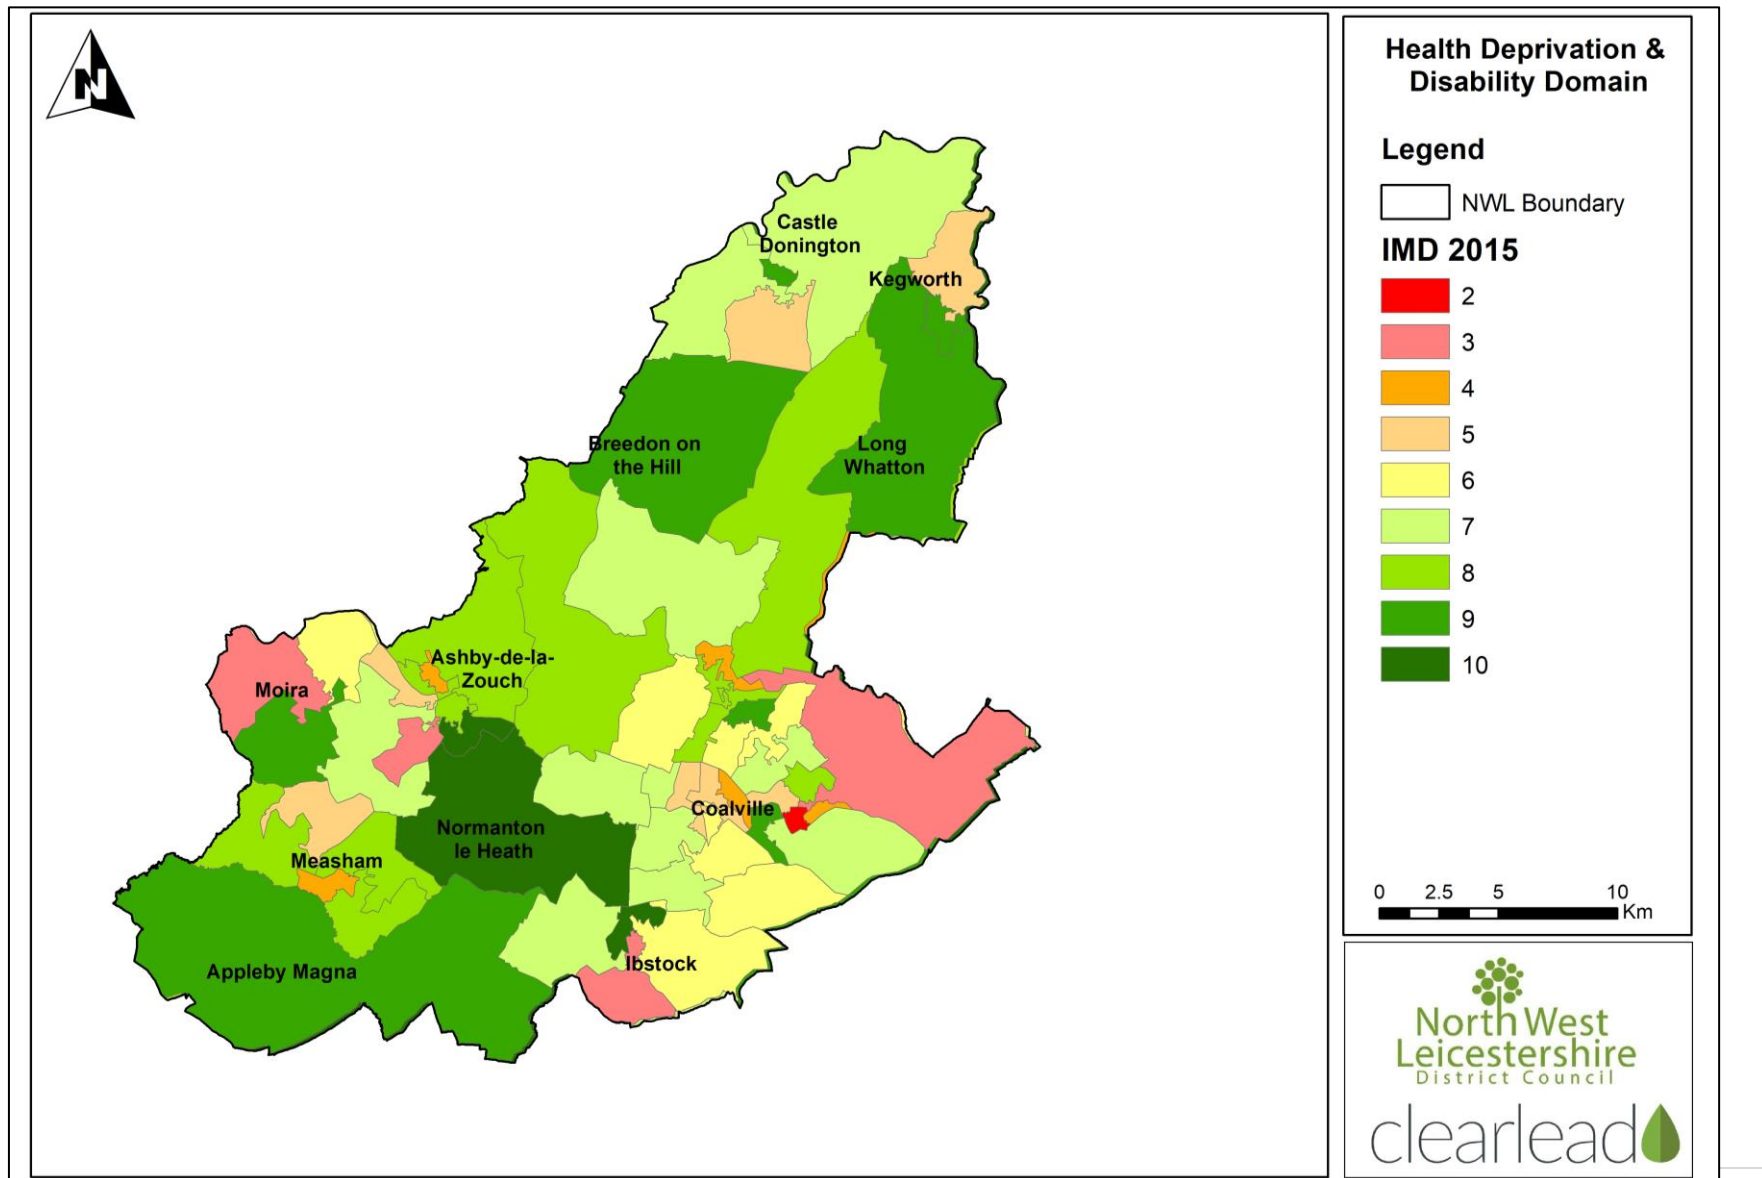 N
Castle
Donington
Kegworth
Breedon on
the Hill
Long
Whatton
Ashby-de-la-
Zouch
Moira
Coalville
Normanton
le Heath
Measham
Appleby Magna
Ibstock
Health Deprivation &
Disability Domain
Legend
NWL Boundary
IMD 2015
2
3
4
5
6
7
8
9
10
0 2.5 5 10
Km
North West
Leicestershire
District Council
clearlead